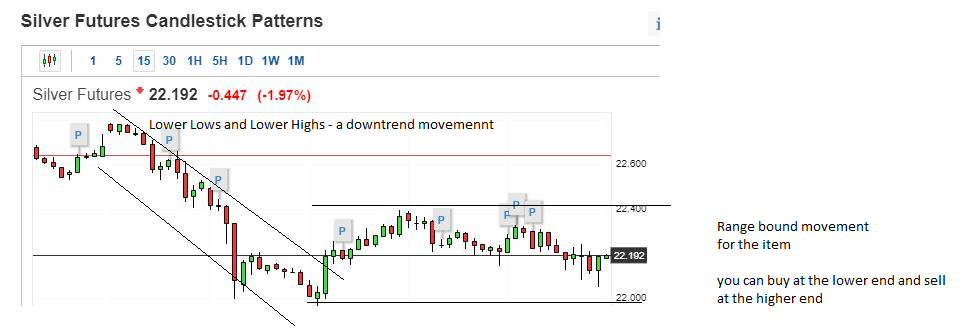 Silver Futures Candlestick Patterns
i
1 5 15 30 1H 5H 1D 1W 1M
Silver Futures 22.192 -0.447 (-1.97%)
Lower Lows and Lower Highs - a downtrend movemennt
P
P
22.600
P
22.400
P
P
P
P
P
Range bound movement
for the item
22.192
you can buy at the lower end and sell
at the higher end
22.000